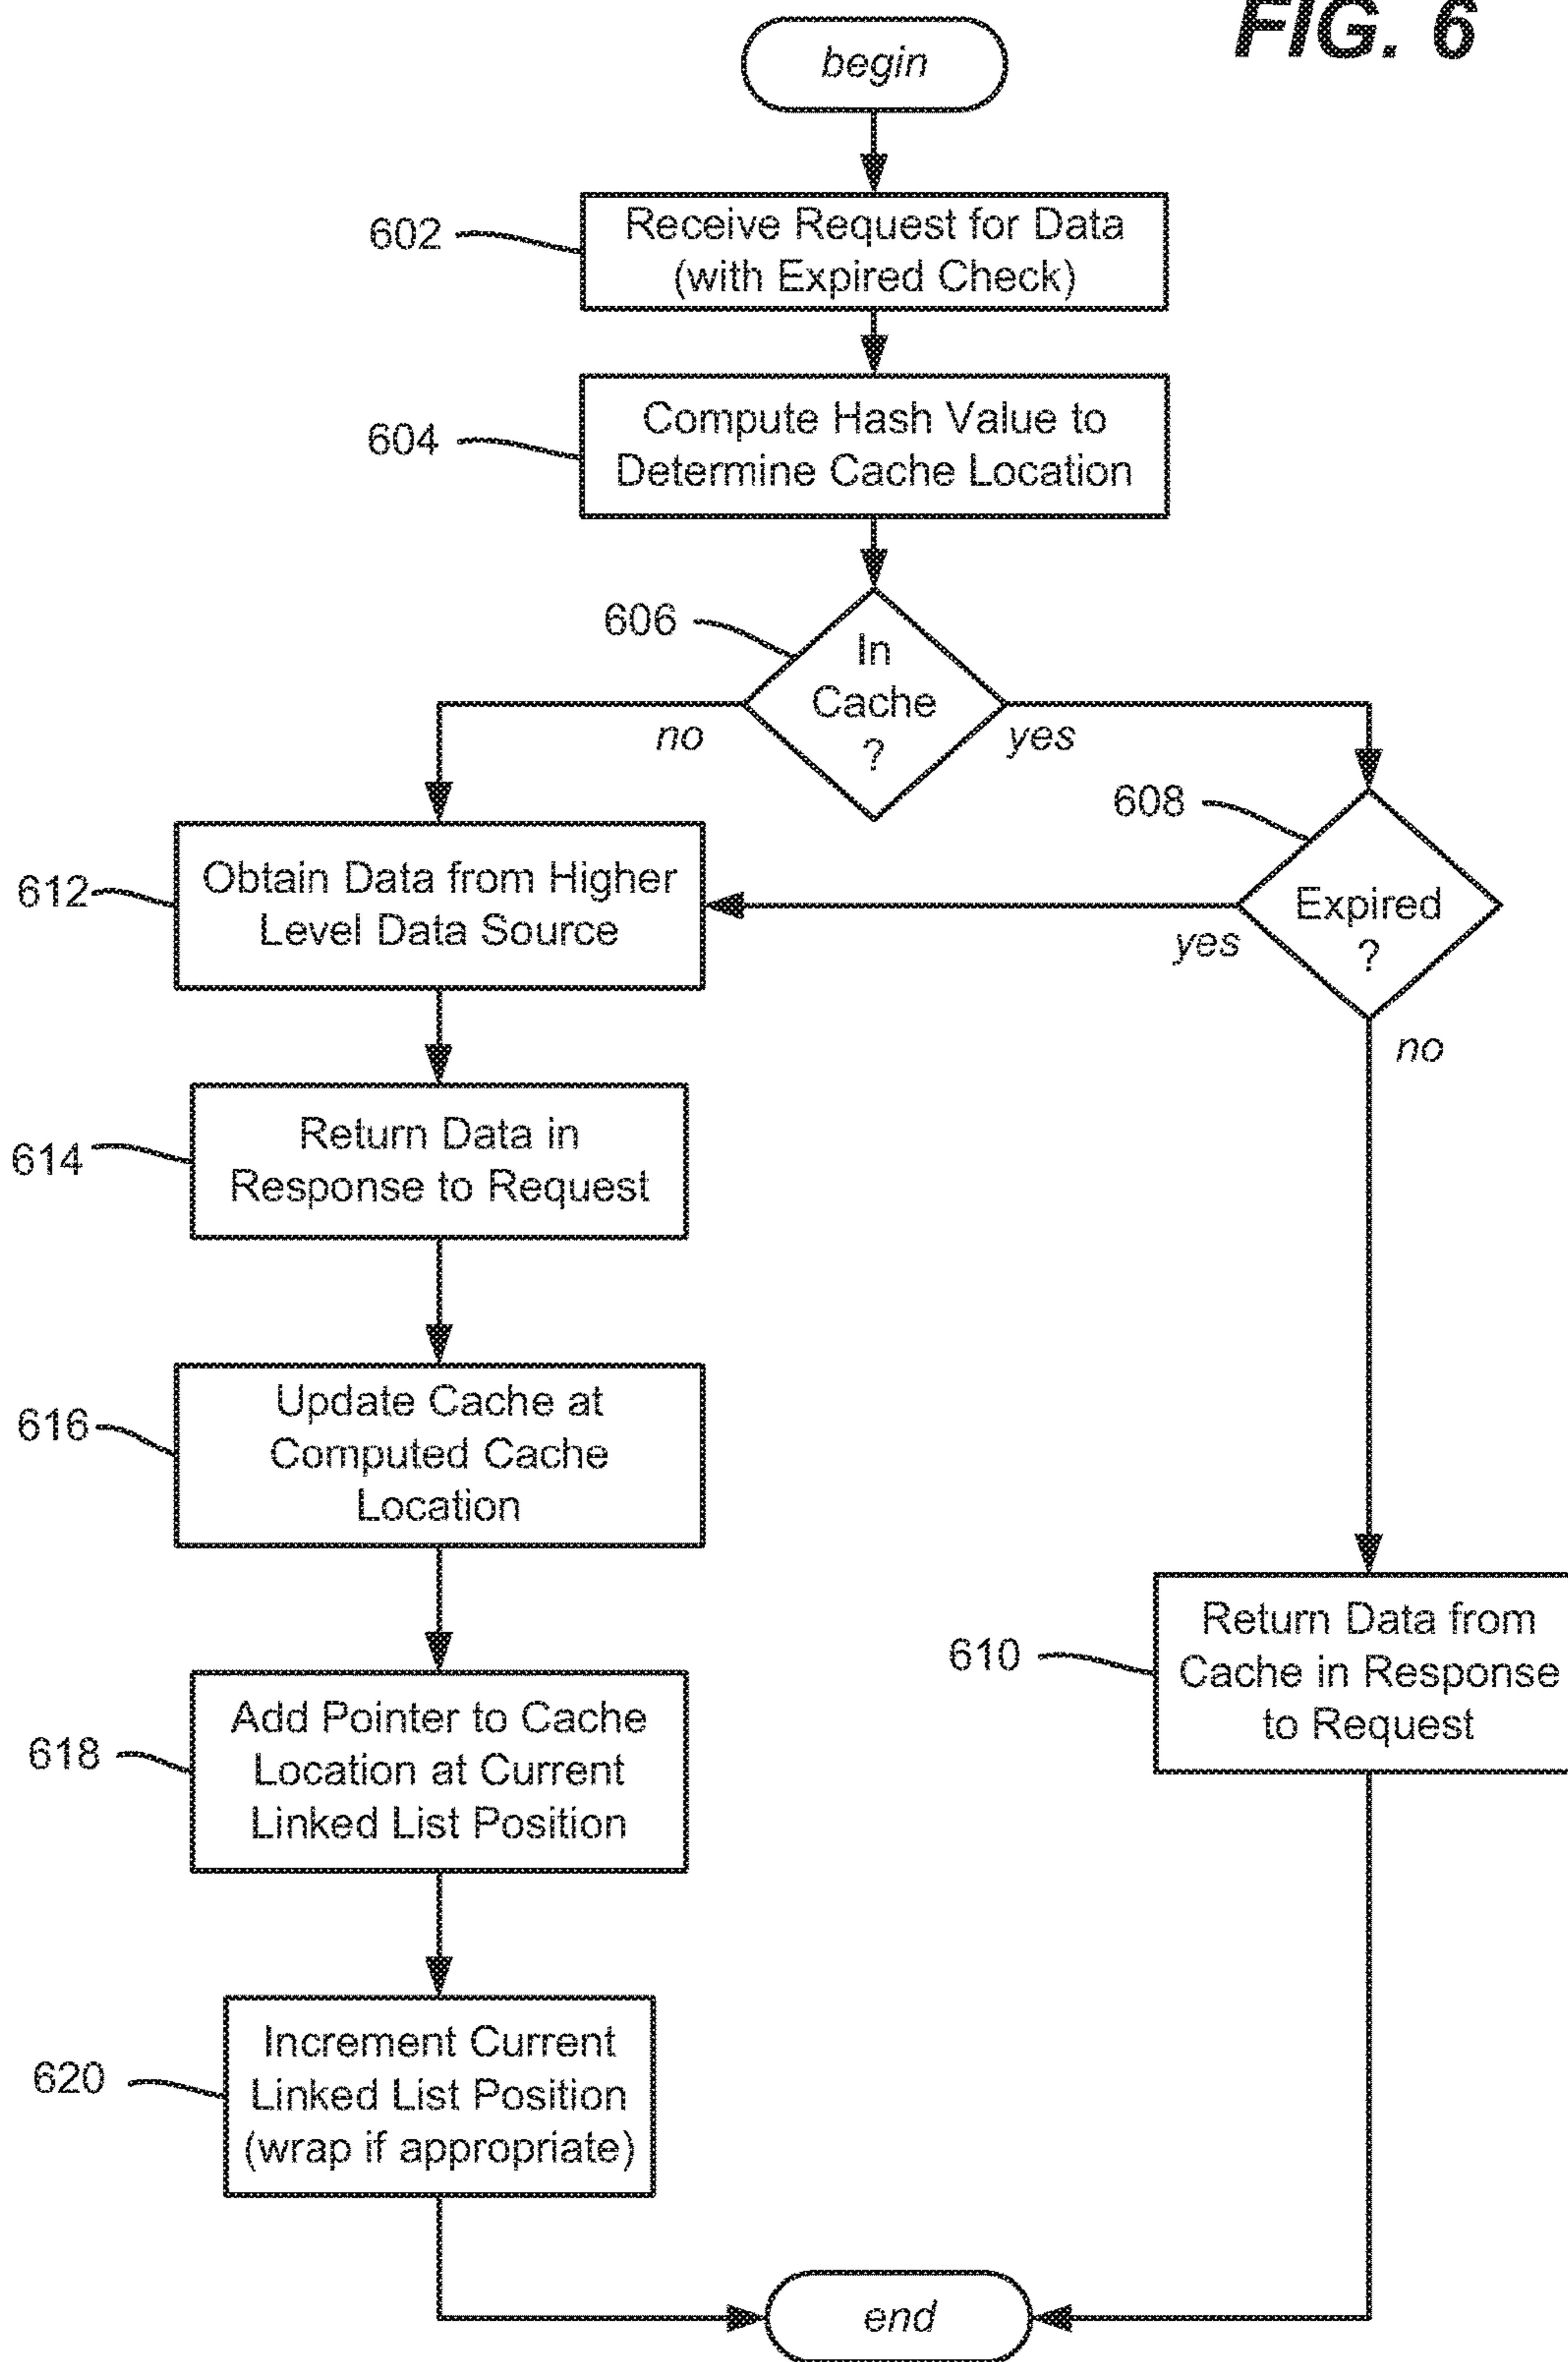 FIG. 6
begin
602
Receive Request for Data
(with Expired Check)
604
Compute Hash Value to
Determine Cache Location
606
In
Cache
?
no
yes
608
Expired
?
yes
no
612
Obtain Data from Higher
Level Data Source
614
Return Data in
Response to Request
616
Update Cache at
Computed Cache
Location
610
Return Data from
Cache in Response
to Request
618
Add Pointer to Cache
Location at Current
Linked List Position
620
Increment Current
Linked List Position
(wrap if appropriate)
end